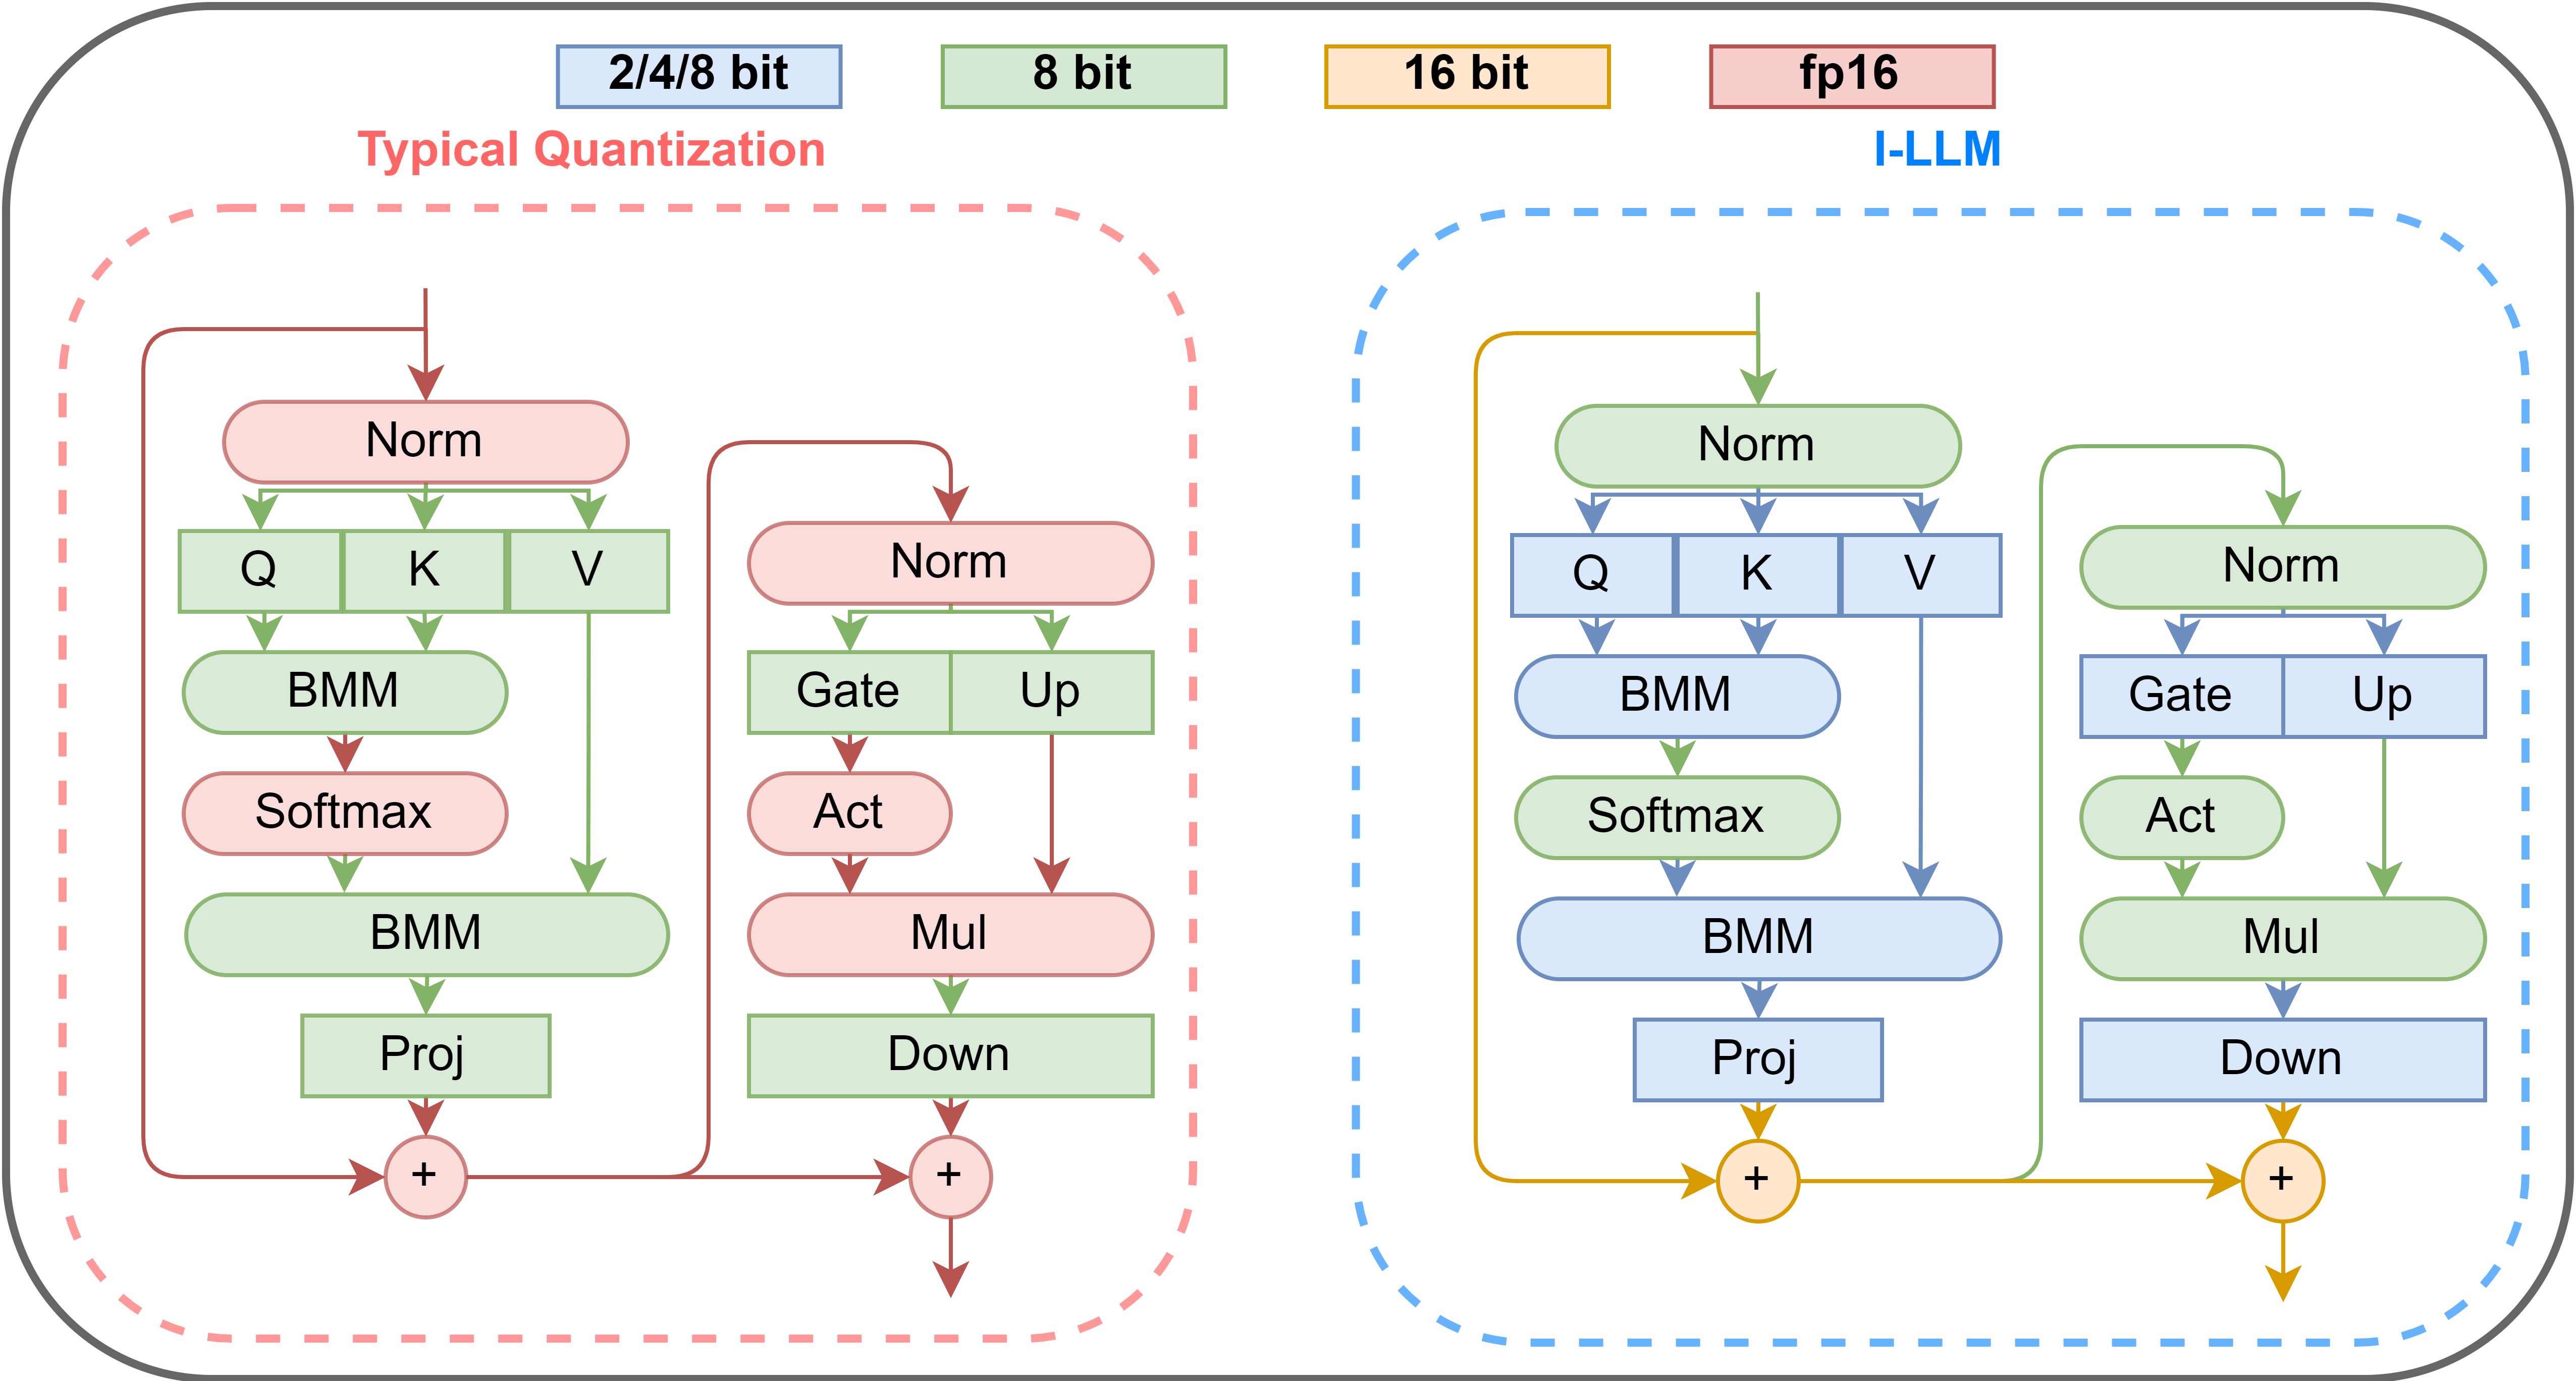 2/4/8 bit
8 bit
16 bit
fp16
Typical Quantization
Norm
Q K V
BMM
Softmax
BMM
Proj
+
Norm
Gate Up
Act
Mul
Down
+
I-LLM
Norm
Q K V
BMM
Softmax
BMM
Proj
+
Norm
Gate Up
Act
Mul
Down
+